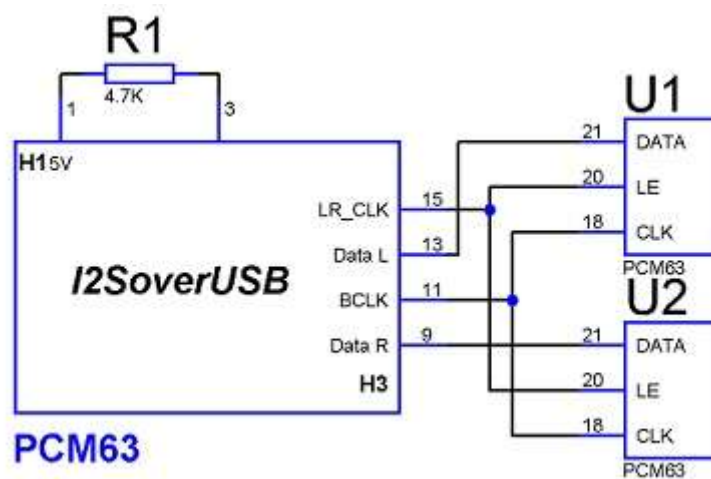 R1
4.7K
1
3
H1 5V
I2SoverUSB
LR_CLK
15
Data L
13
BCLK
11
Data R
9
H3
PCM63
U1
21
DATA
20
LE
18
CLK
PCM63
U2
21
DATA
20
LE
18
CLK
PCM63